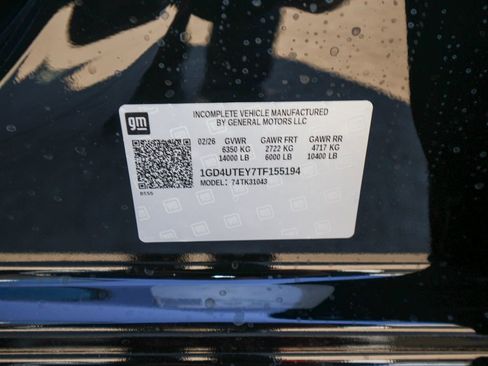 gm
INCOMPLETE VEHICLE MANUFACTURED
BY GENERAL MOTORS LLC
02/26 GVWR GAWR FRT GAWR RR
6350 KG 2722 KG 4717 KG
14000 LB 6000 LB 10400 LB
1GD4UTEY7TF155194
MODEL: 74TK31043